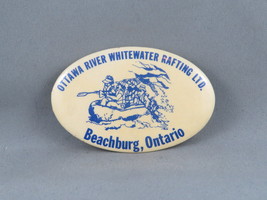 OTTAWA RIVER WHITEWATER RAFTING LTD.
Beachburg, Ontario